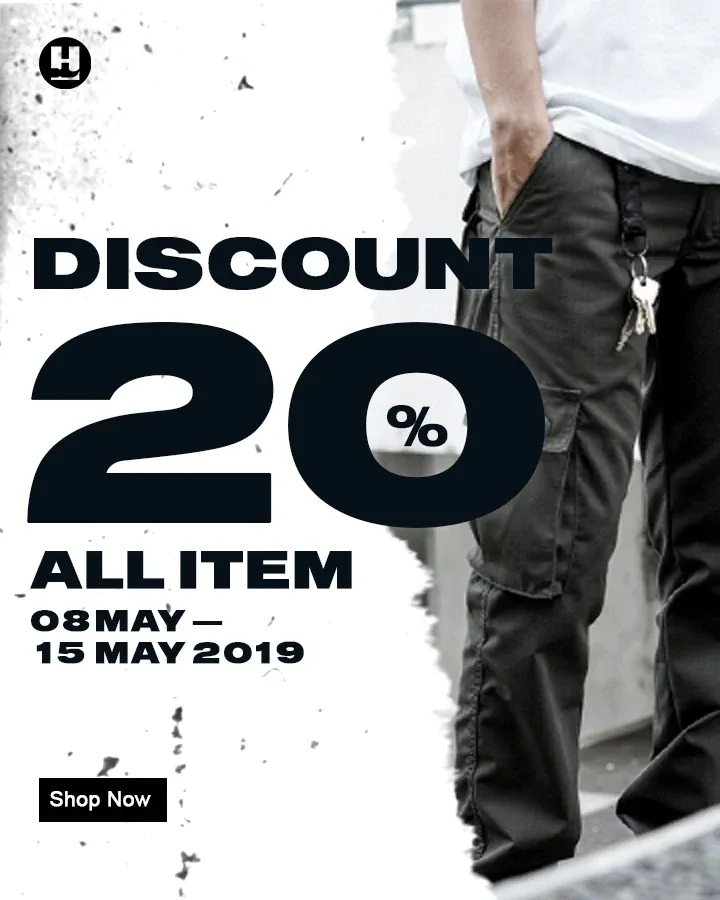 H
DISCOUNT
20
%
ALL ITEM
08 MAY —
15 MAY 2019
Shop Now